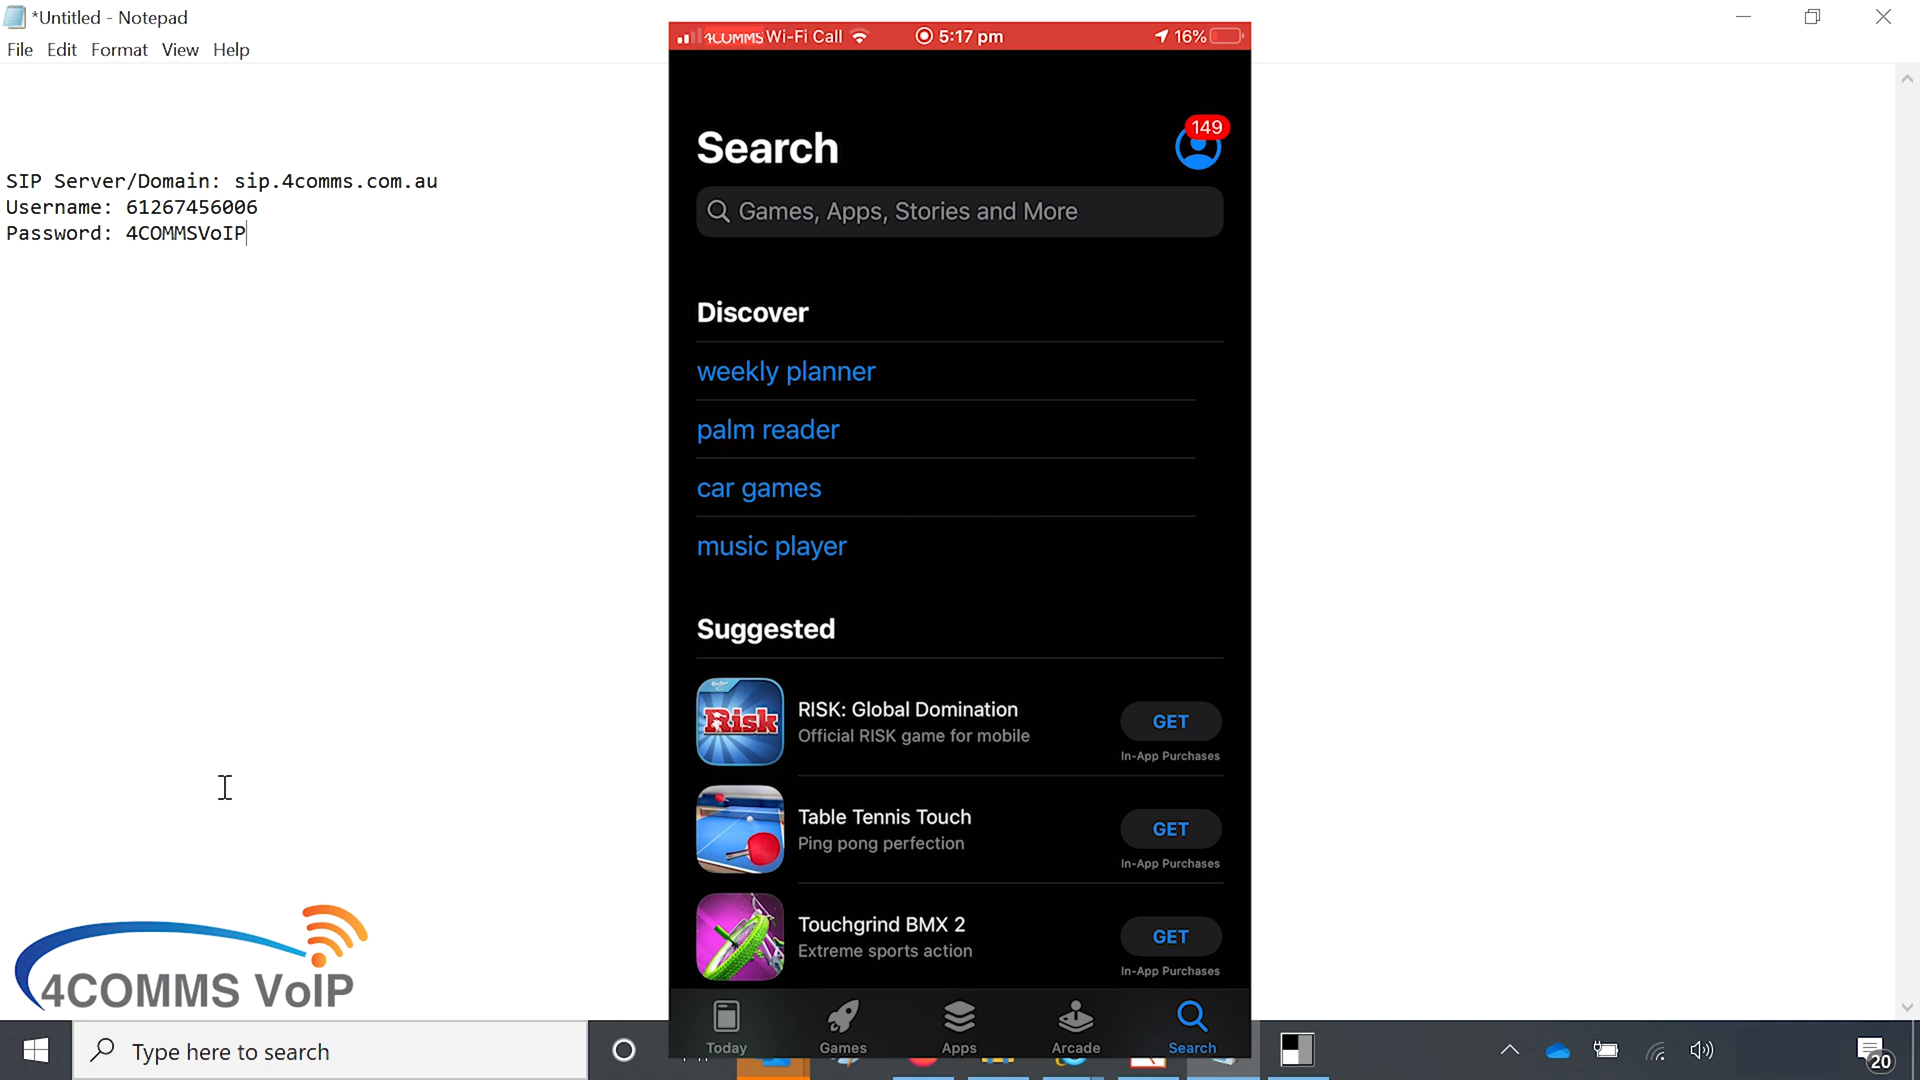 *Untitled - Notepad
File Edit Format View Help
SIP Server/Domain: sip.4comms.com.au
Username: 61267456006
Password: 4COMMSVoIP
4COMMS VoIP
4COMMS Wi-Fi Call 5:17 pm 16%
Search
149
Games, Apps, Stories and More
Discover
weekly planner
palm reader
car games
music player
Suggested
Risk
RISK: Global Domination
Official RISK game for mobile
GET
In-App Purchases
Table Tennis Touch
Ping pong perfection
GET
In-App Purchases
Touchgrind BMX 2
Extreme sports action
GET
In-App Purchases
Today Games Apps Arcade Search
Type here to search
20